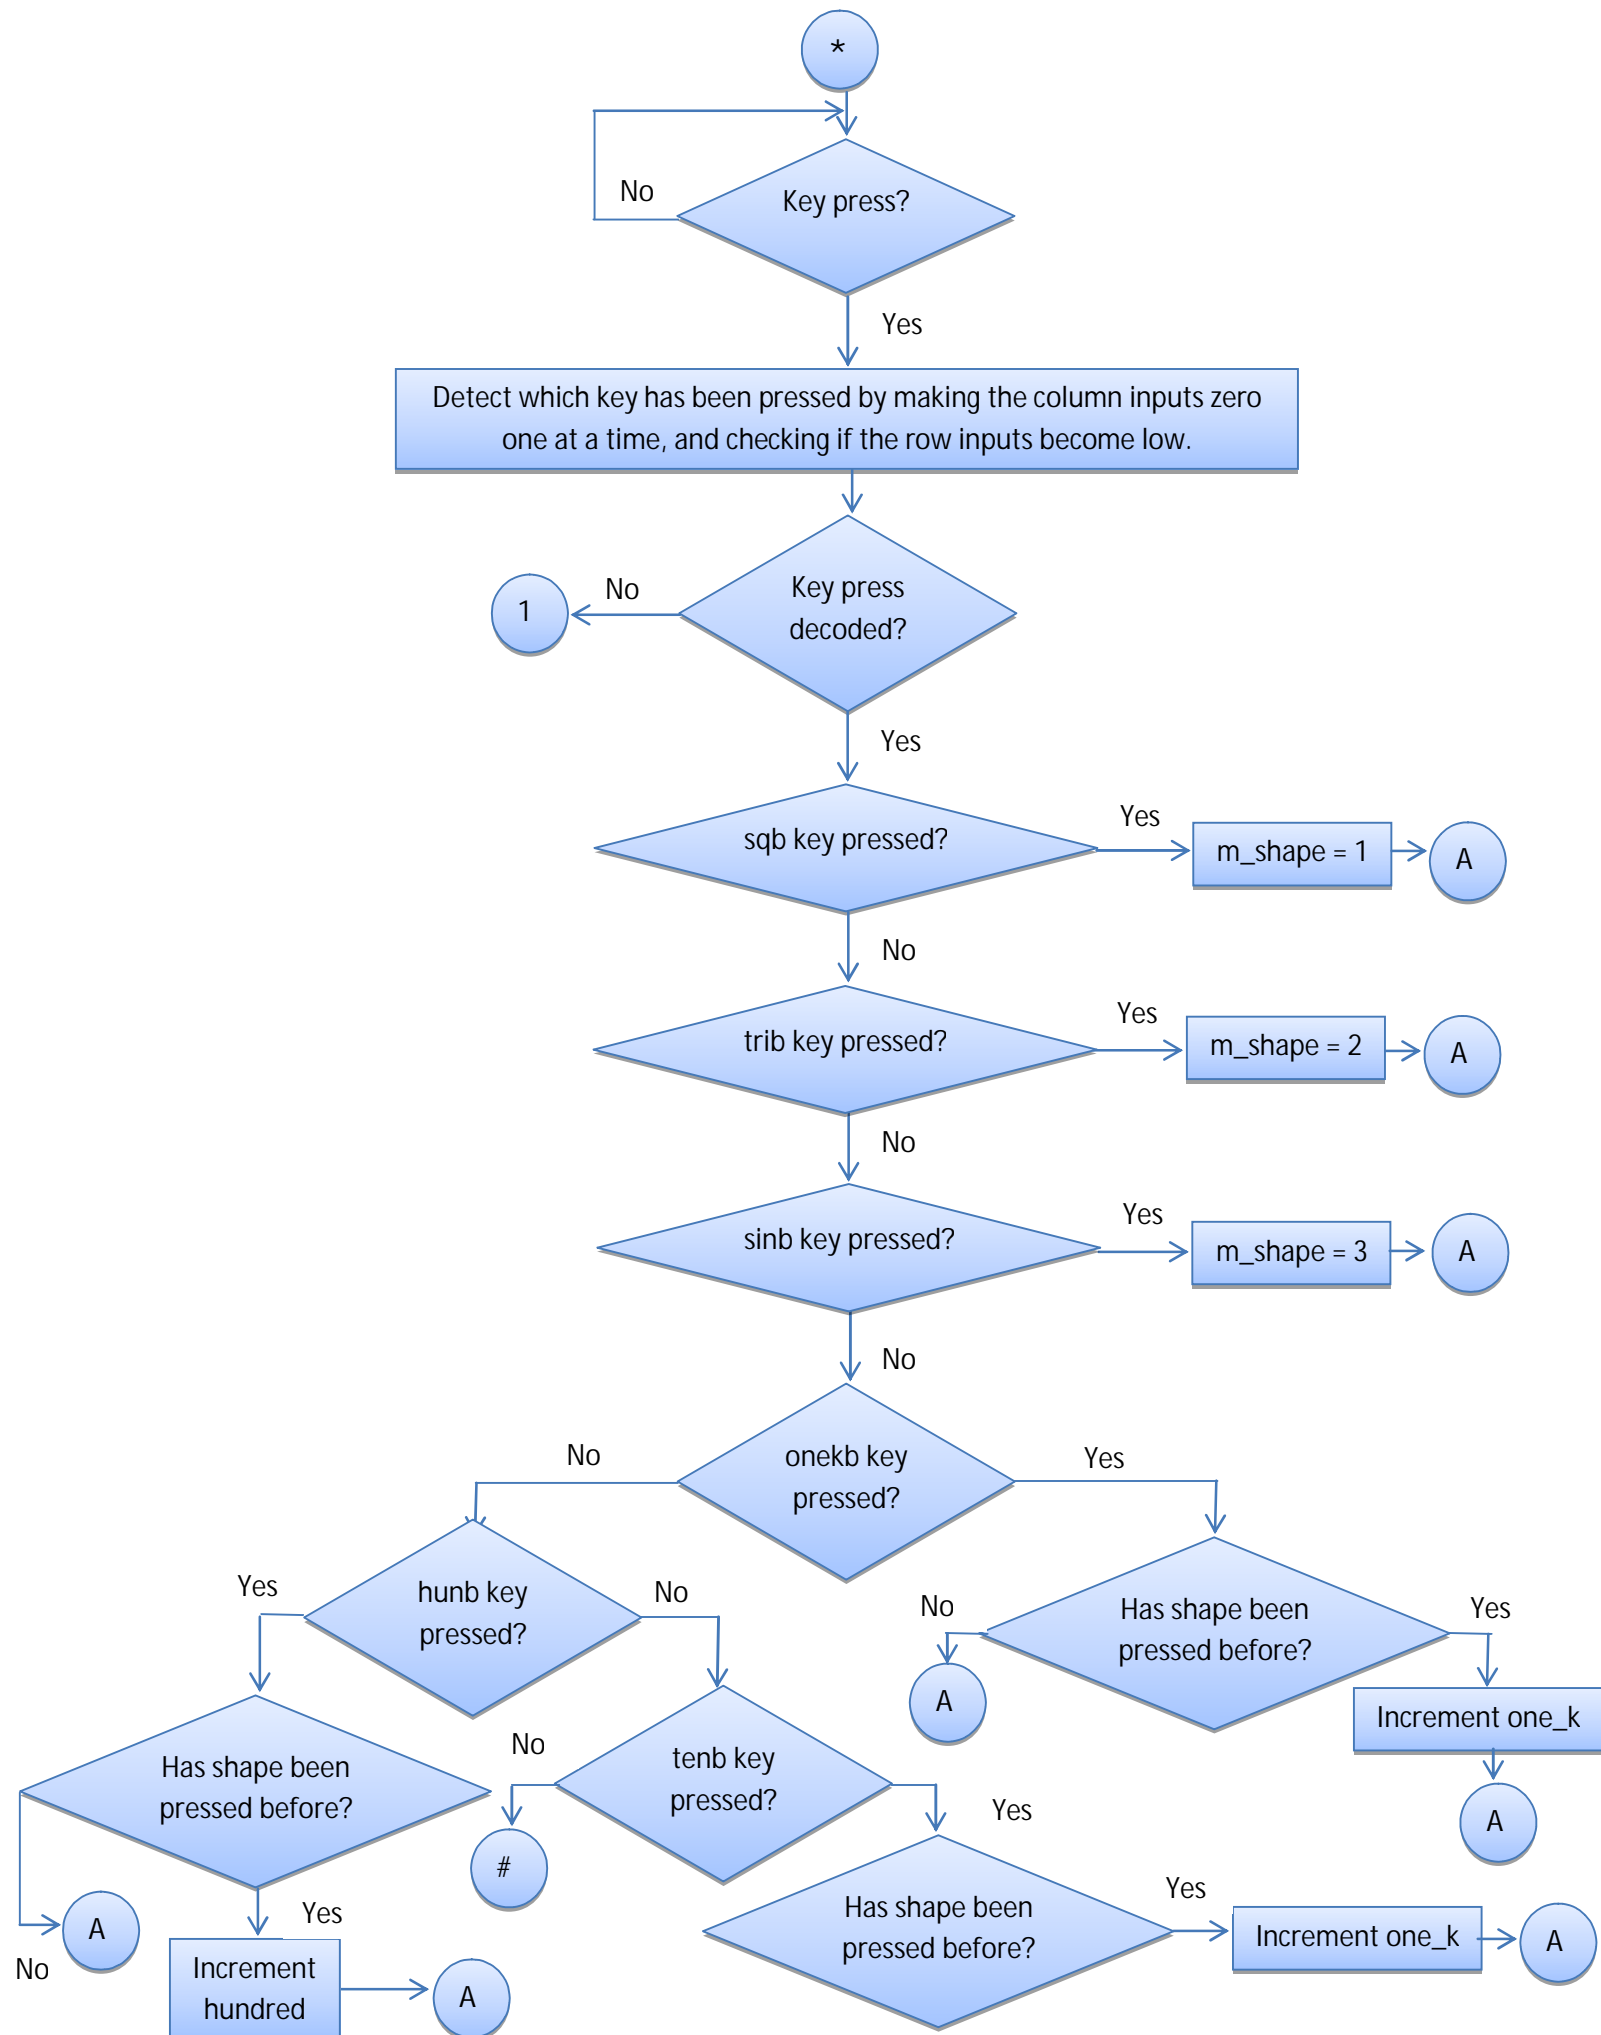 *
No
Key press?
Yes
Detect which key has been pressed by making the column inputs zero
one at a time, and checking if the row inputs become low.
1
No
Key press
decoded?
Yes
sqb key pressed?
Yes
m_shape = 1
A
No
trib key pressed?
Yes
m_shape = 2
A
No
sinb key pressed?
Yes
m_shape = 3
A
No
No
onekb key
pressed?
Yes
Yes
hunb key
pressed?
No
No
Has shape been
pressed before?
Yes
A
Increment one_k
A
Has shape been
pressed before?
No
tenb key
pressed?
Yes
#
No
A
Yes
Increment
hundred
A
Has shape been
pressed before?
Yes
Increment one_k
A